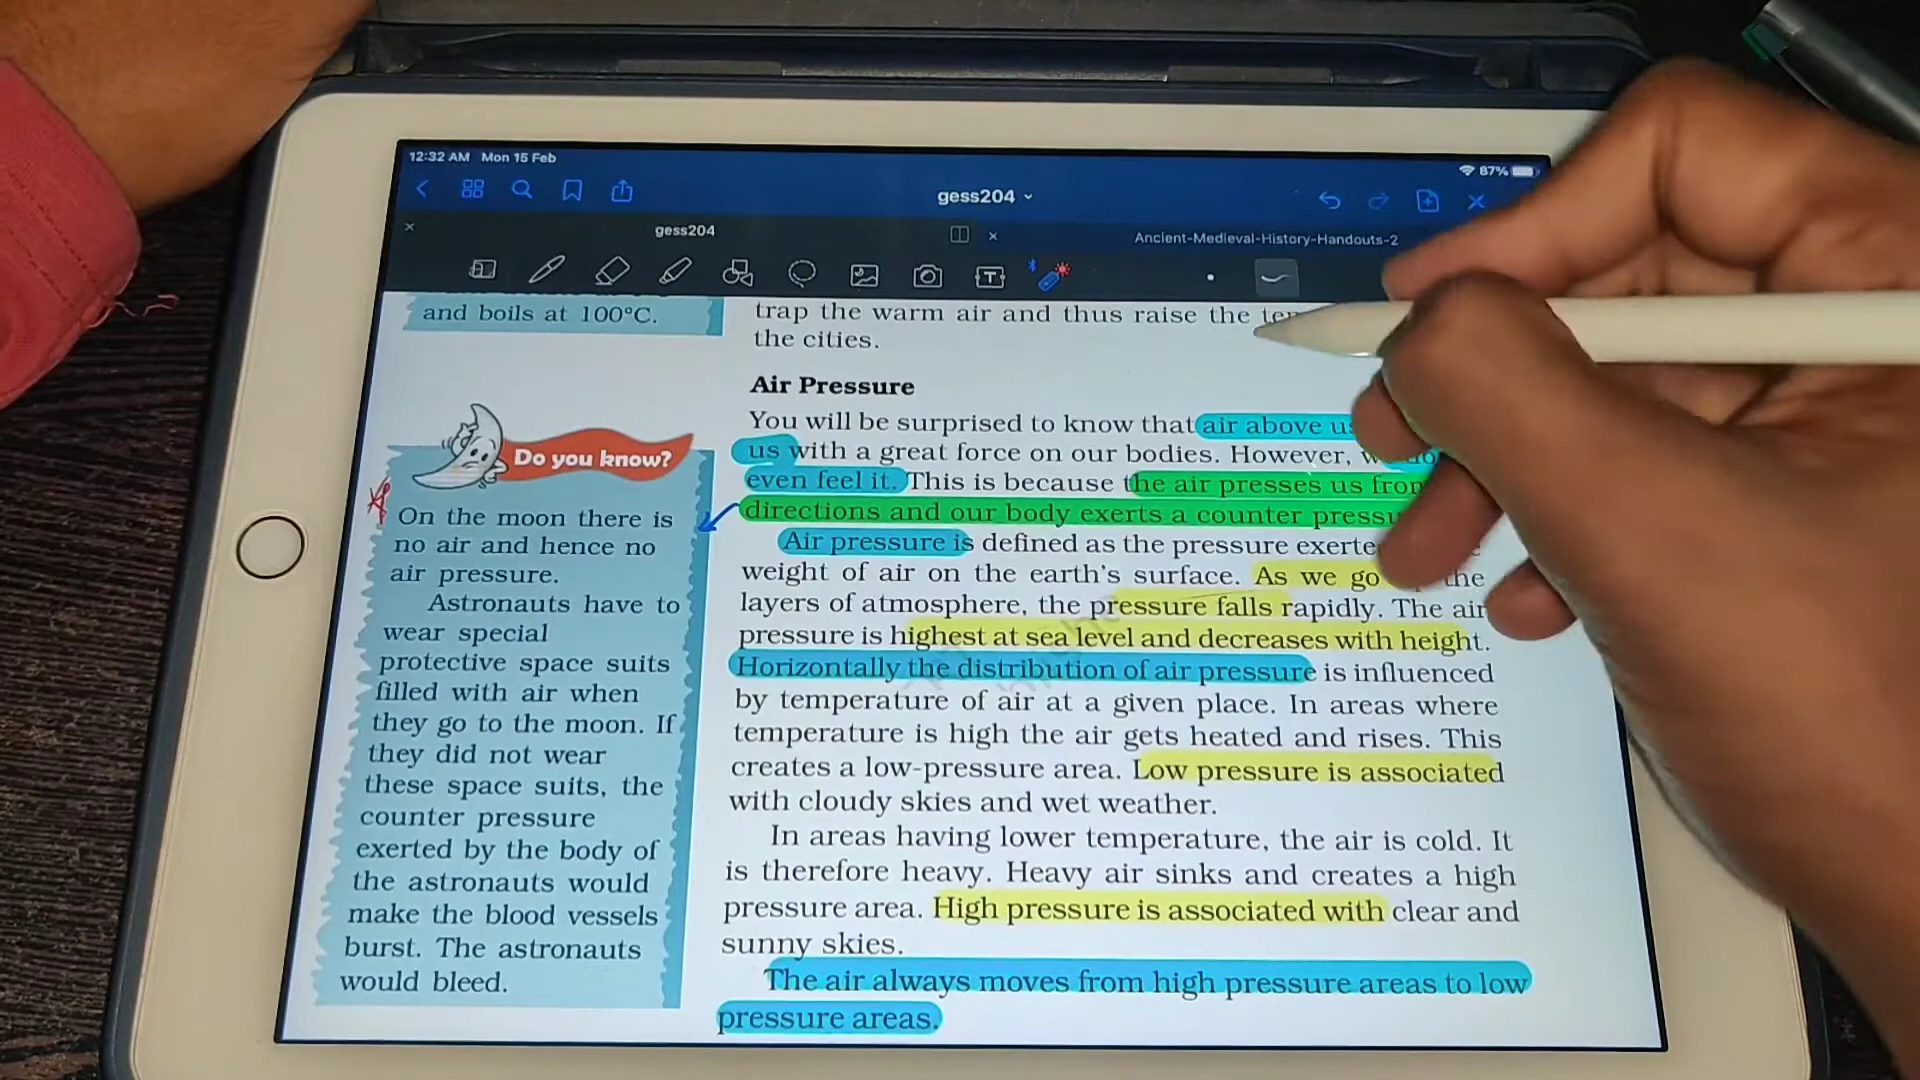 12:32 AM Mon 15 Feb
87%
gess204
gess204
Ancient-Medieval-History-Handouts-2
and boils at 100°C.
Do you know?
On the moon there is
no air and hence no
air pressure.
Astronauts have to
wear special
protective space suits
filled with air when
they go to the moon. If
they did not wear
these space suits, the
counter pressure
exerted by the body of
the astronauts would
make the blood vessels
burst. The astronauts
would bleed.
trap the warm air and thus raise the
the cities.
Air Pressure
You will be surprised to know that air above us
us with a great force on our bodies. However,
even feel it. This is because the air presses us from
directions and our body exerts a counter
Air pressure is defined as the pressure
weight of air on the earth's surface. As we go the
layers of atmosphere, the pressure falls rapidly. The air
pressure is highest at sea level and decreases with height.
Horizontally the distribution of air pressure is influenced
by temperature of air at a given place. In areas where
temperature is high the air gets heated and rises. This
creates a low-pressure area. Low pressure is associated
with cloudy skies and wet weather.
In areas having lower temperature, the air is cold. It
is therefore heavy. Heavy air sinks and creates a high
pressure area. High pressure is associated with clear and
sunny skies.
The air always moves from high pressure areas to low
pressure areas.